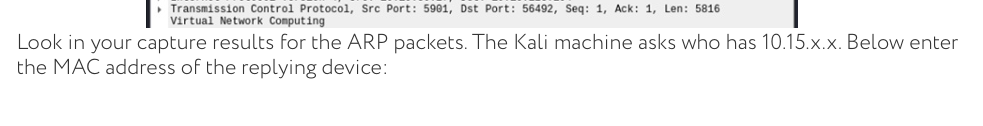 Transmission Control Protocol, Src Port: 5901, Dst Port: 56492, Seq: 1, Ack: 1, Len: 5816
Virtual Network Computing
Look in your capture results for the ARP packets. The Kali machine asks who has 10.15.x.x. Below enter
the MAC address of the replying device: